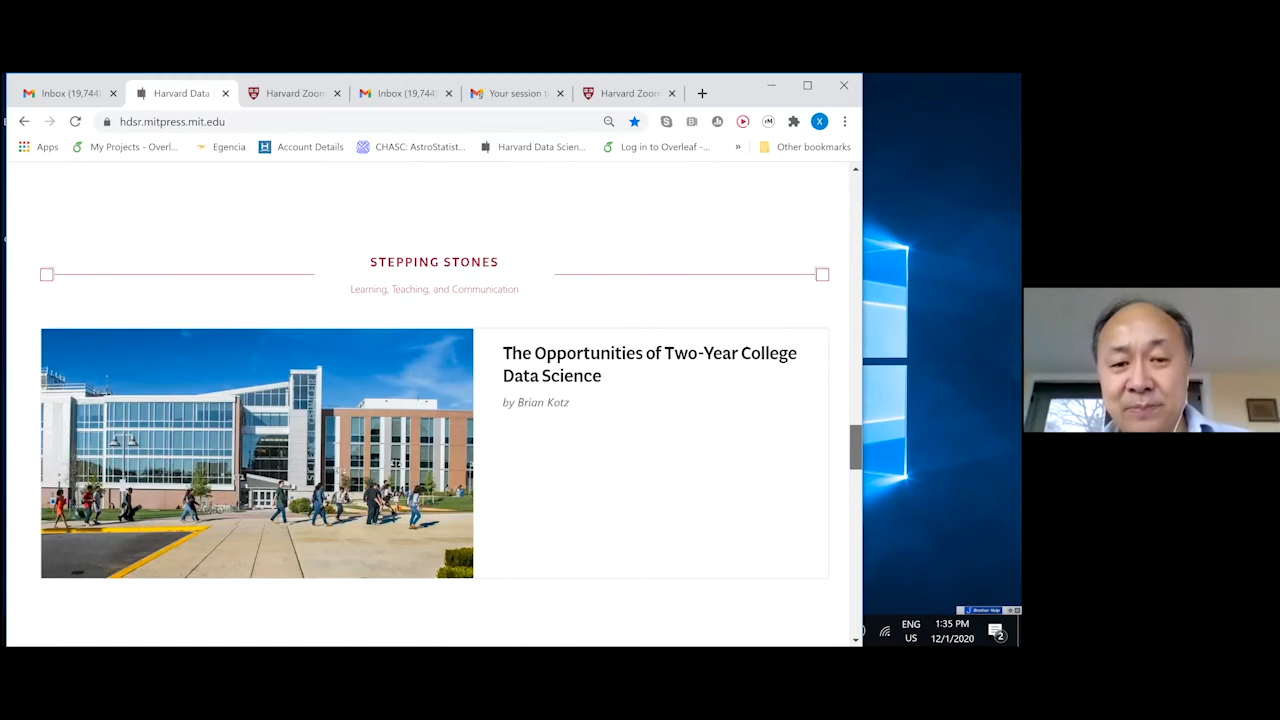 Inbox (19,744)
Harvard Data S
Harvard Zoom
Inbox (19,744)
Your session t
Harvard Zoom
hdsr.mitpress.mit.edu
X
Apps
My Projects - Overl...
Egencia
Account Details
CHASC: AstroStatist...
Harvard Data Scien...
Log in to Overleaf -...
»
Other bookmarks
STEPPING STONES
Learning, Teaching, and Communication
The Opportunities of Two-Year College
Data Science
by Brian Kotz
Brother Help
ENG
US
1:35 PM
12/1/2020
2